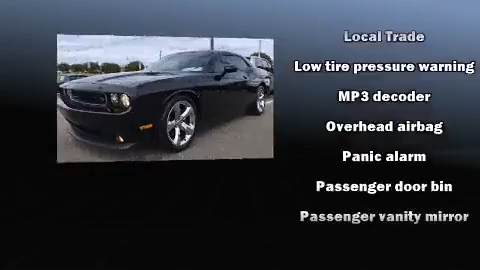 Local Trade
Low tire pressure warning
MP3 decoder
Overhead airbag
Panic alarm
Passenger door bin
Passenger vanity mirror